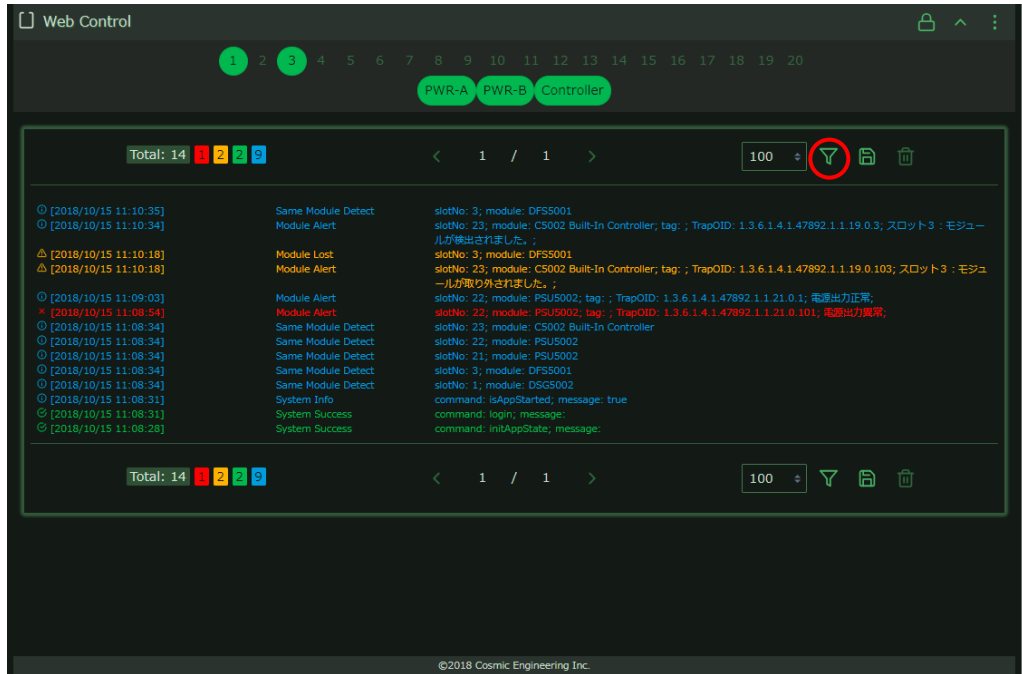 Web Control
1 2 3 4 5 6 7 8 9 10 11 12 13 14 15 16 17 18 19 20
PWR-A PWR-B Controller
Total: 14 1 2 2 9 < 1 / 1 > 100
[2018/10/15 11:10:35] Same Module Detect slotNo: 3; module: DFS5001
[2018/10/15 11:10:34] Module Alert slotNo: 23; module: C5002 Built-In Controller; tag: ; TrapOID: 1.3.6.1.4.1.47892.1.1.19.0.3; スロット３：モジュー
ルが検出されました。;
[2018/10/15 11:10:18] Module Lost slotNo: 3; module: DFS5001
[2018/10/15 11:10:18] Module Alert slotNo: 23; module: C5002 Built-In Controller; tag: ; TrapOID: 1.3.6.1.4.1.47892.1.1.19.0.103; スロット３：モジュ
ールが取り外されました。;
[2018/10/15 11:09:03] Module Alert slotNo: 22; module: PSU5002; tag: ; TrapOID: 1.3.6.1.4.1.47892.1.1.21.0.1; 電源出力正常;
[2018/10/15 11:08:54] Module Alert slotNo: 22; module: PSU5002; tag: ; TrapOID: 1.3.6.1.4.1.47892.1.1.21.0.101; 電源出力異常;
[2018/10/15 11:08:34] Same Module Detect slotNo: 23; module: C5002 Built-In Controller
[2018/10/15 11:08:34] Same Module Detect slotNo: 22; module: PSU5002
[2018/10/15 11:08:34] Same Module Detect slotNo: 21; module: PSU5002
[2018/10/15 11:08:34] Same Module Detect slotNo: 3; module: DFS5001
[2018/10/15 11:08:34] Same Module Detect slotNo: 1; module: DSG5002
[2018/10/15 11:08:31] System Info command: isAppStarted; message: true
[2018/10/15 11:08:31] System Success command: login; message:
[2018/10/15 11:08:28] System Success command: initAppState; message:
Total: 14 1 2 2 9 < 1 / 1 > 100
©2018 Cosmic Engineering Inc.